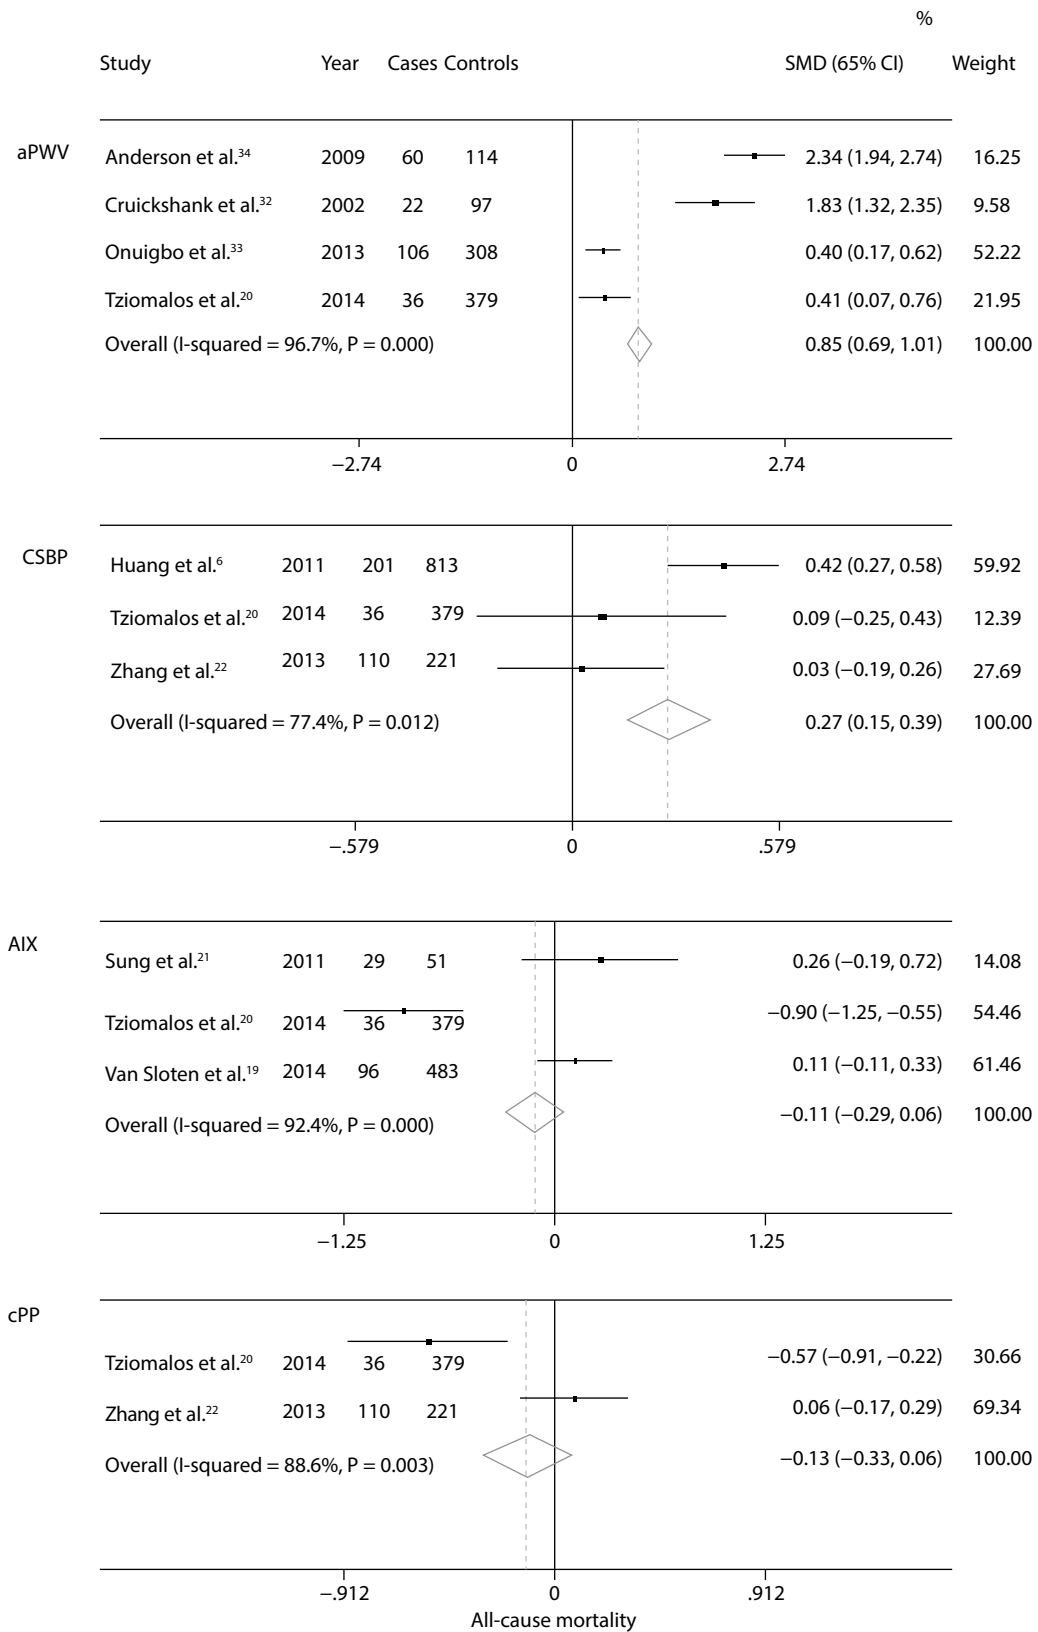 %
Study Year Cases Controls SMD (65% CI) Weight
aPWV
Anderson et al.34 2009 60 114 2.34 (1.94, 2.74) 16.25
Cruickshank et al.32 2002 22 97 1.83 (1.32, 2.35) 9.58
Onuigbo et al.33 2013 106 308 0.40 (0.17, 0.62) 52.22
Tziomalos et al.20 2014 36 379 0.41 (0.07, 0.76) 21.95
Overall (I-squared = 96.7%, P = 0.000) 0.85 (0.69, 1.01) 100.00
−2.74 0 2.74
CSBP
Huang et al.6 2011 201 813 0.42 (0.27, 0.58) 59.92
Tziomalos et al.20 2014 36 379 0.09 (−0.25, 0.43) 12.39
Zhang et al.22 2013 110 221 0.03 (−0.19, 0.26) 27.69
Overall (I-squared = 77.4%, P = 0.012) 0.27 (0.15, 0.39) 100.00
−.579 0 .579
AIX
Sung et al.21 2011 29 51 0.26 (−0.19, 0.72) 14.08
Tziomalos et al.20 2014 36 379 −0.90 (−1.25, −0.55) 54.46
Van Sloten et al.19 2014 96 483 0.11 (−0.11, 0.33) 61.46
Overall (I-squared = 92.4%, P = 0.000) −0.11 (−0.29, 0.06) 100.00
−1.25 0 1.25
cPP
Tziomalos et al.20 2014 36 379 −0.57 (−0.91, −0.22) 30.66
Zhang et al.22 2013 110 221 0.06 (−0.17, 0.29) 69.34
Overall (I-squared = 88.6%, P = 0.003) −0.13 (−0.33, 0.06) 100.00
−.912 0 .912
All-cause mortality